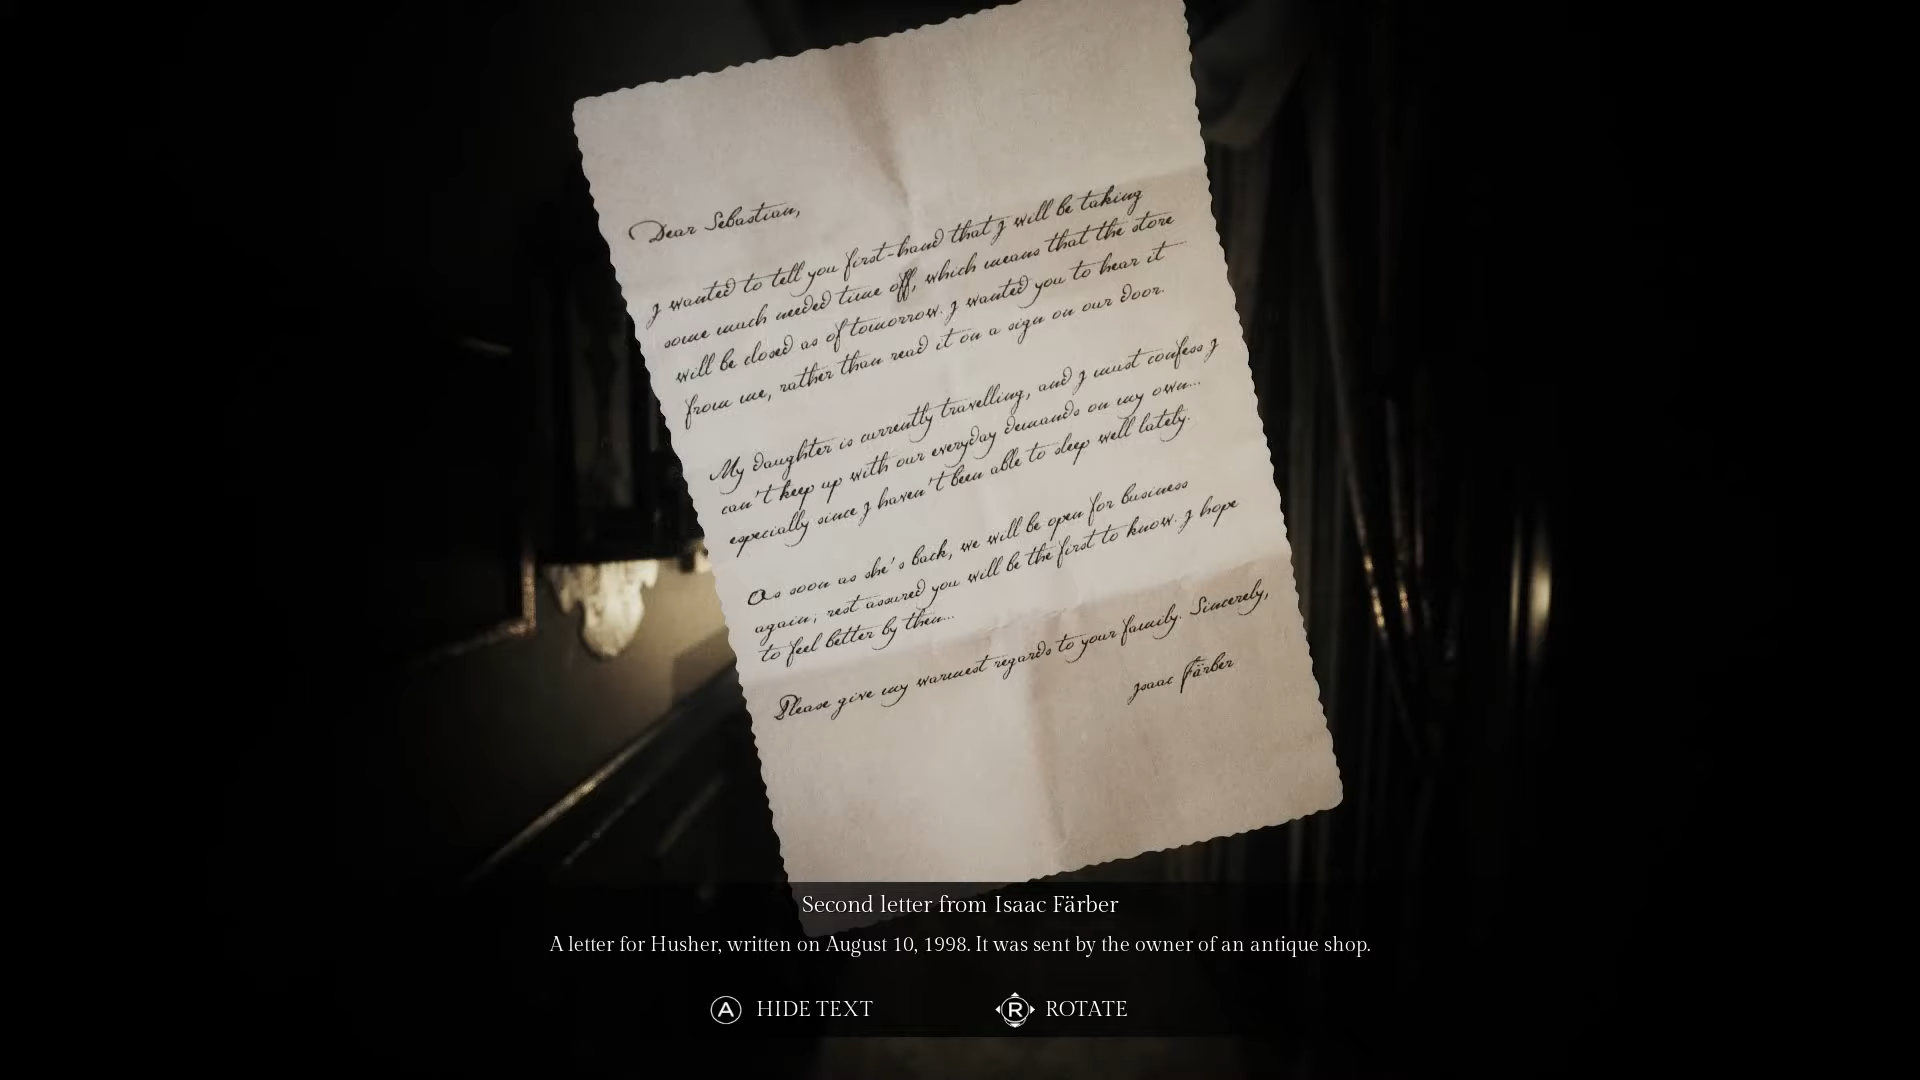 Dear Sebastian,
I wanted to tell you first-hand that I will be taking
some much needed time off, which means that the store
will be closed as of tomorrow. I wanted you to hear it
from me, rather than read it on a sign on our door.
My daughter is currently travelling, and I must confess I
can't keep up with our everyday demands on my own...
especially since I haven't been able to sleep well lately.
As soon as she's back, we will be open for business
again; rest assured you will be the first to know. I hope
to feel better by then...
Please give my warmest regards to your family. Sincerely,
Isaac Färber
Second letter from Isaac Färber
A letter for Husher, written on August 10, 1998. It was sent by the owner of an antique shop.
A HIDE TEXT R ROTATE